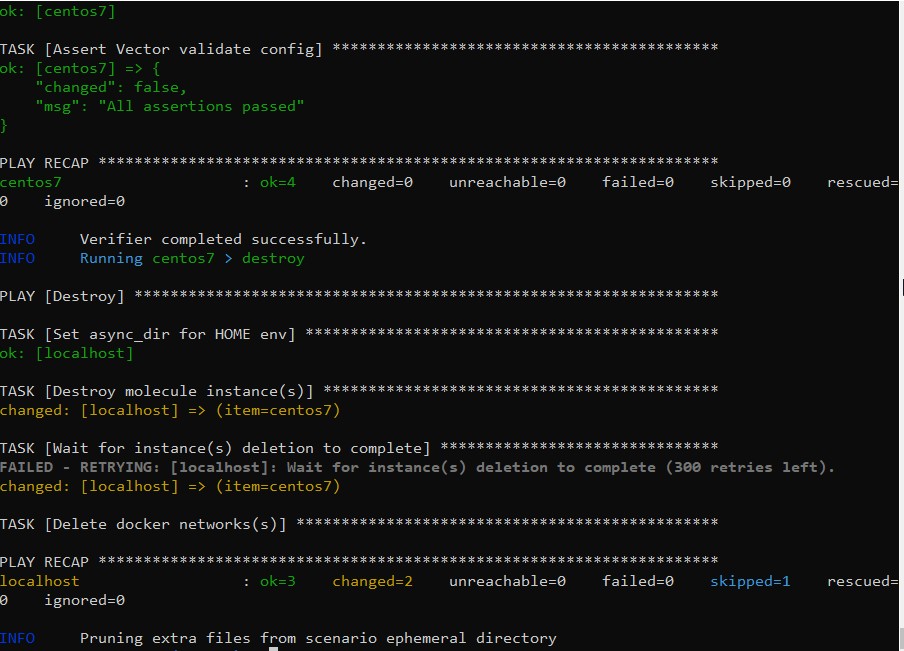 ok: [centos7]
TASK [Assert Vector validate config] *******************************************
ok: [centos7] => {
    "changed": false,
    "msg": "All assertions passed"
}
PLAY RECAP *********************************************************************
centos7                    : ok=4    changed=0    unreachable=0    failed=0    skipped=0    rescued=
0    ignored=0
INFO     Verifier completed successfully.
INFO     Running centos7 > destroy
PLAY [Destroy] *****************************************************************
TASK [Set async_dir for HOME env] **********************************************
ok: [localhost]
TASK [Destroy molecule instance(s)] ********************************************
changed: [localhost] => (item=centos7)
TASK [Wait for instance(s) deletion to complete] *******************************
FAILED - RETRYING: [localhost]: Wait for instance(s) deletion to complete (300 retries left).
changed: [localhost] => (item=centos7)
TASK [Delete docker networks(s)] ***********************************************
PLAY RECAP *********************************************************************
localhost                  : ok=3    changed=2    unreachable=0    failed=0    skipped=1    rescued=
0    ignored=0
INFO     Pruning extra files from scenario ephemeral directory